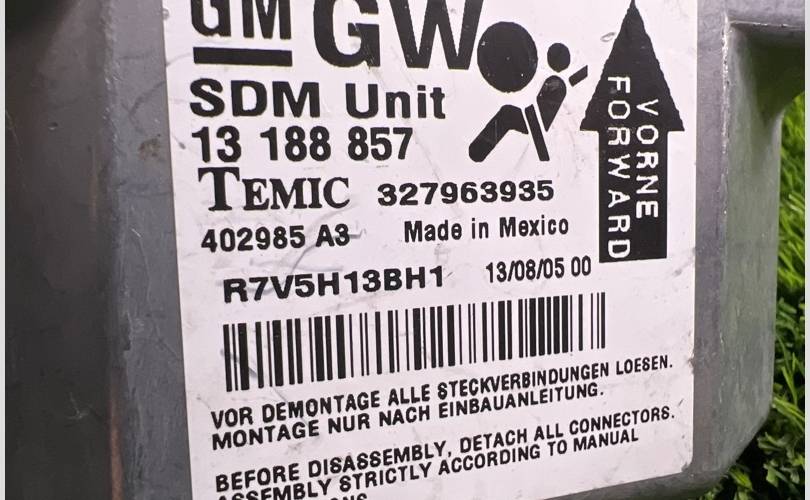 GM GW
SDM Unit
13 188 857
TEMIC 327963935
402985 A3 Made in Mexico
R7V5H13BH1 13/08/05 00
VORNE
FORWARD
VOR DEMONTAGE ALLE STECKVERBINDUNGEN LOESEN.
MONTAGE NUR NACH EINBAUANLEITUNG.
BEFORE DISASSEMBLY, DETACH ALL CONNECTORS.
ASSEMBLY STRICTLY ACCORDING TO MANUAL